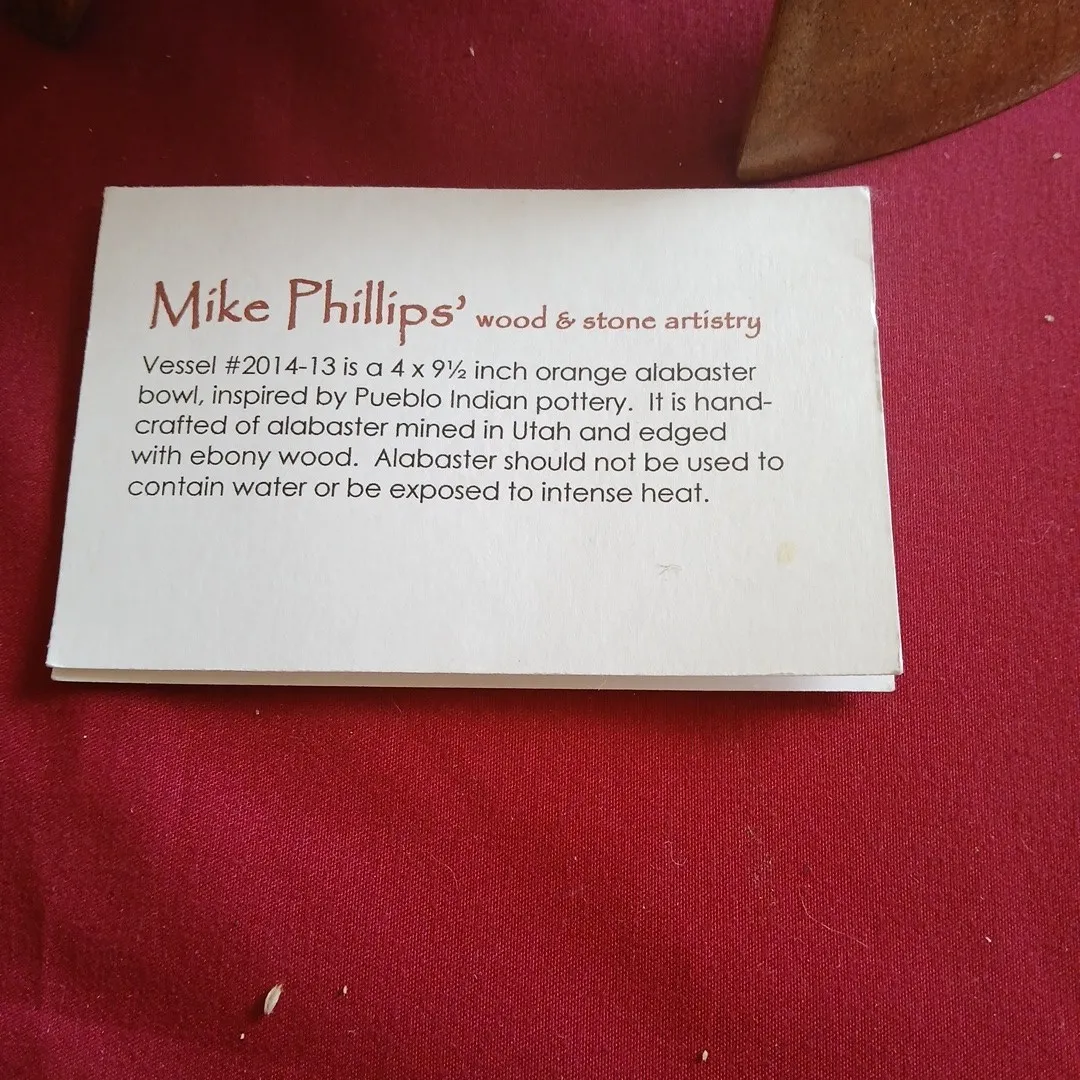 Mike Phillips’ wood & stone artistry
Vessel #2014-13 is a 4 x 9½ inch orange alabaster
bowl, inspired by Pueblo Indian pottery.  It is hand-
crafted of alabaster mined in Utah and edged
with ebony wood.  Alabaster should not be used to
contain water or be exposed to intense heat.